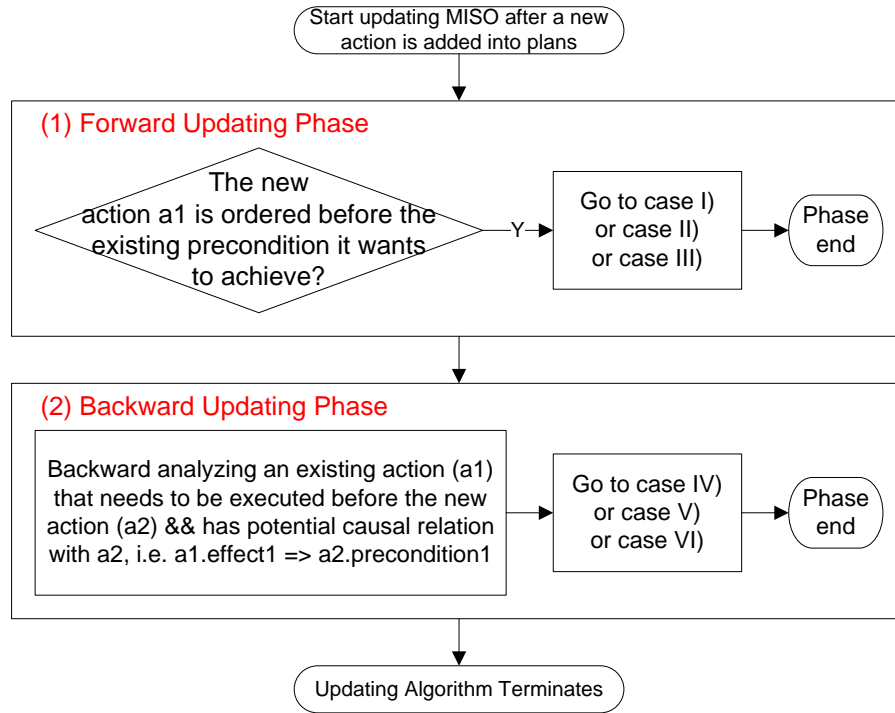 Start updating MISO after a new
action is added into plans
(1) Forward Updating Phase
The new
action a1 is ordered before the
existing precondition it wants
to achieve?
Y
Go to case I)
or case II)
or case III)
Phase
end
(2) Backward Updating Phase
Backward analyzing an existing action (a1)
that needs to be executed before the new
action (a2) && has potential causal relation
with a2, i.e. a1.effect1 => a2.precondition1
Go to case IV)
or case V)
or case VI)
Phase
end
Updating Algorithm Terminates